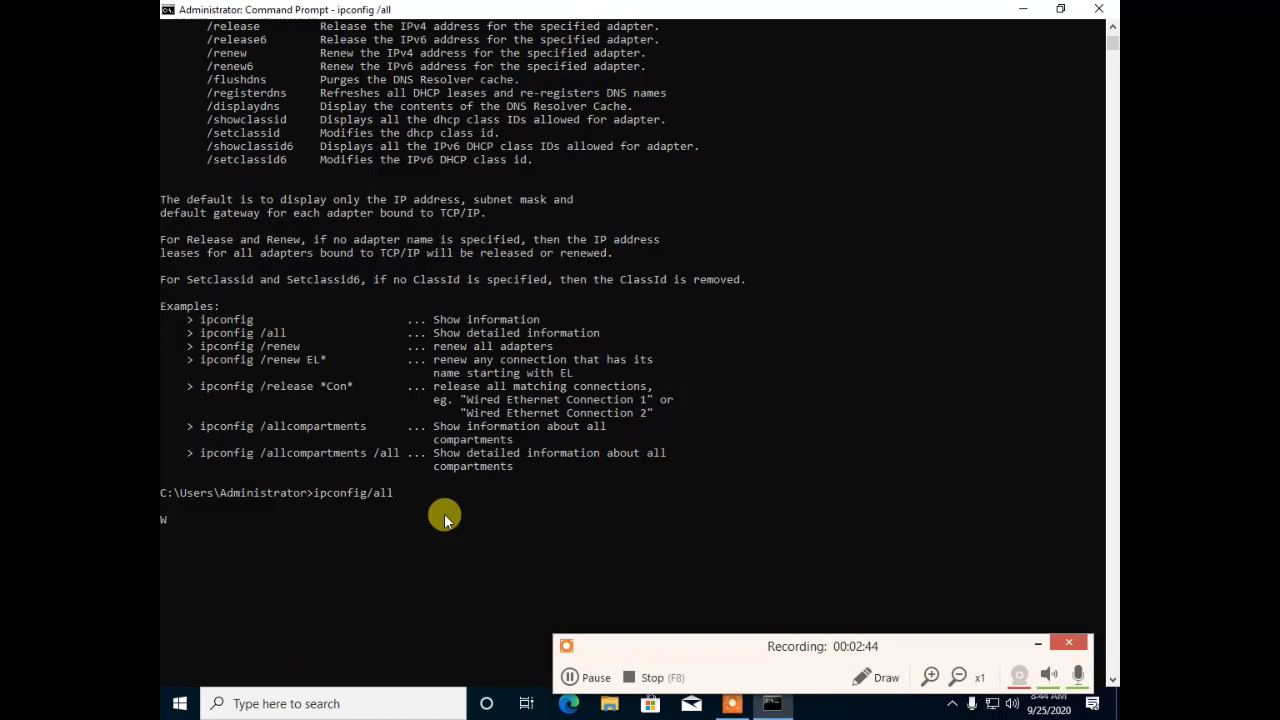 Administrator: Command Prompt - ipconfig /all
/release Release the IPv4 address for the specified adapter.
/release6 Release the IPv6 address for the specified adapter.
/renew Renew the IPv4 address for the specified adapter.
/renew6 Renew the IPv6 address for the specified adapter.
/flushdns Purges the DNS Resolver cache.
/registerdns Refreshes all DHCP leases and re-registers DNS names
/displaydns Display the contents of the DNS Resolver Cache.
/showclassid Displays all the dhcp class IDs allowed for adapter.
/setclassid Modifies the dhcp class id.
/showclassid6 Displays all the IPv6 DHCP class IDs allowed for adapter.
/setclassid6 Modifies the IPv6 DHCP class id.
The default is to display only the IP address, subnet mask and
default gateway for each adapter bound to TCP/IP.
For Release and Renew, if no adapter name is specified, then the IP address
leases for all adapters bound to TCP/IP will be released or renewed.
For Setclassid and Setclassid6, if no ClassId is specified, then the ClassId is removed.
Examples:
> ipconfig ... Show information
> ipconfig /all ... Show detailed information
> ipconfig /renew ... renew all adapters
> ipconfig /renew EL* ... renew any connection that has its
name starting with EL
> ipconfig /release *Con* ... release all matching connections,
eg. "Wired Ethernet Connection 1" or
"Wired Ethernet Connection 2"
> ipconfig /allcompartments ... Show information about all
compartments
> ipconfig /allcompartments /all ... Show detailed information about all
compartments
C:\Users\Administrator>ipconfig/all
W
Recording: 00:02:44
Pause Stop (F8) Draw x1
Type here to search
8:44 AM
9/25/2020